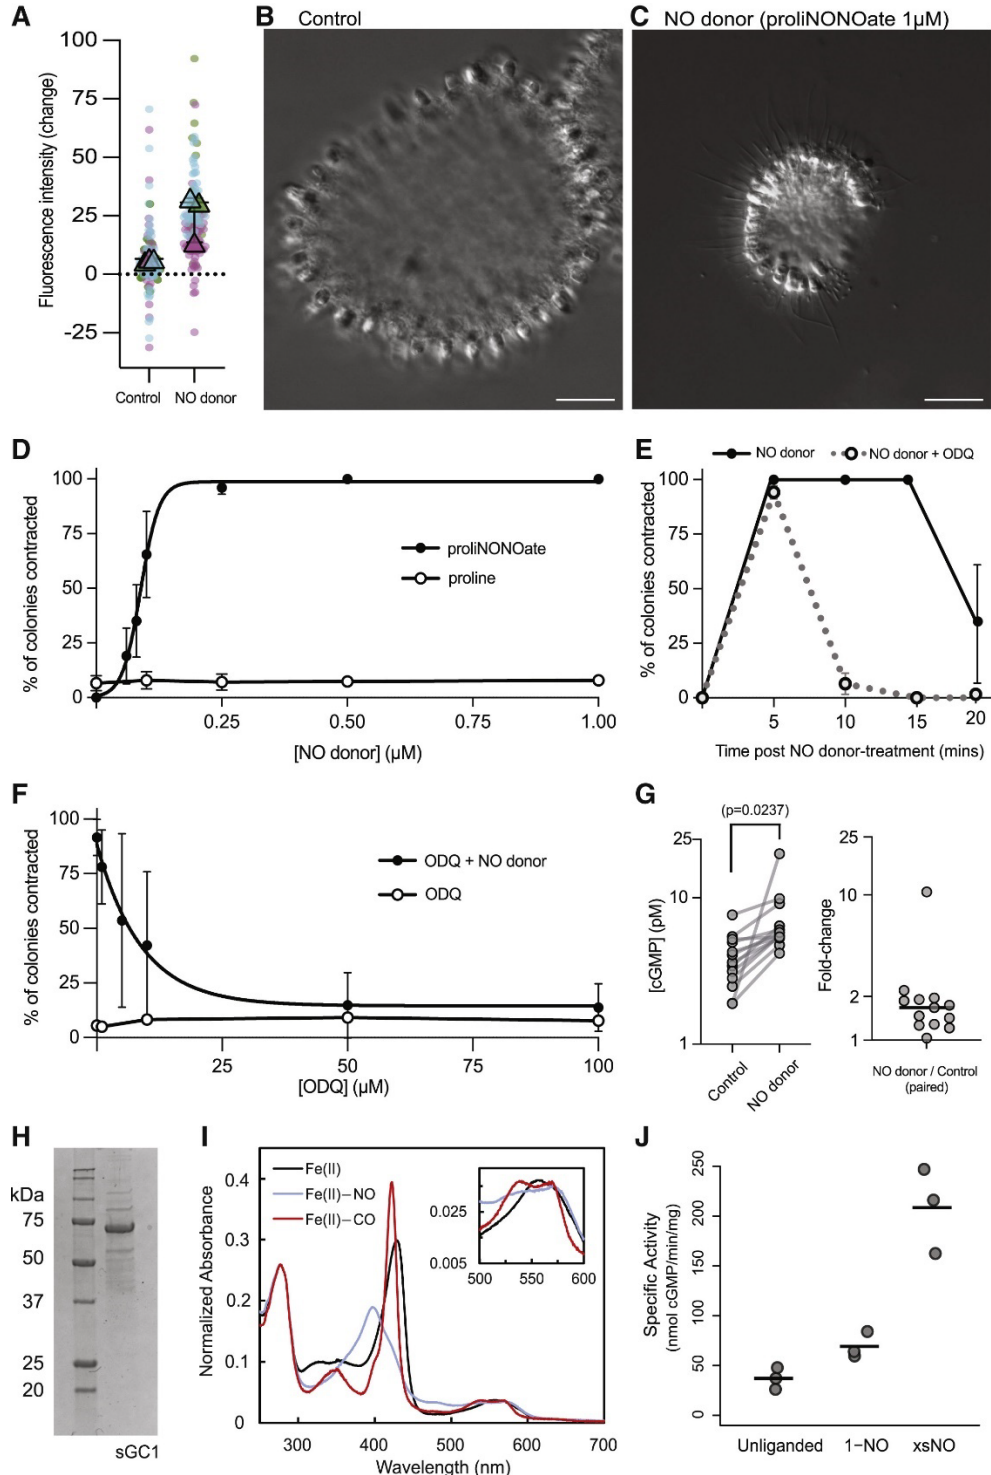 A
B Control
C NO donor (proliNONOate 1μM)
Fluorescence intensity (change)
100
75
50
25
0
-25
Control NO donor
D
% of colonies contracted
100
75
50
25
0
proliNONOate
proline
0.25 0.50 0.75 1.00
[NO donor] (μM)
E
NO donor NO donor + ODQ
% of colonies contracted
100
75
50
25
0
5 10 15 20
Time post NO donor-treatment (mins)
F
% of colonies contracted
100
75
50
25
0
ODQ + NO donor
ODQ
25 50 75 100
[ODQ] (μM)
G
(p=0.0237)
[cGMP] (pM)
25
10
1
Control
NO donor
Fold-change
25
10
2
1
NO donor / Control
(paired)
H
kDa
75
50
37
25
20
sGC1
I
Normalized Absorbance
0.4
0.3
0.2
0.1
0
Fe(II)
Fe(II)–NO
Fe(II)–CO
0.025
0.005
500 550 600
300 400 500 600 700
Wavelength (nm)
J
Specific Activity
(nmol cGMP/min/mg)
250
200
150
100
50
0
Unliganded 1–NO xsNO